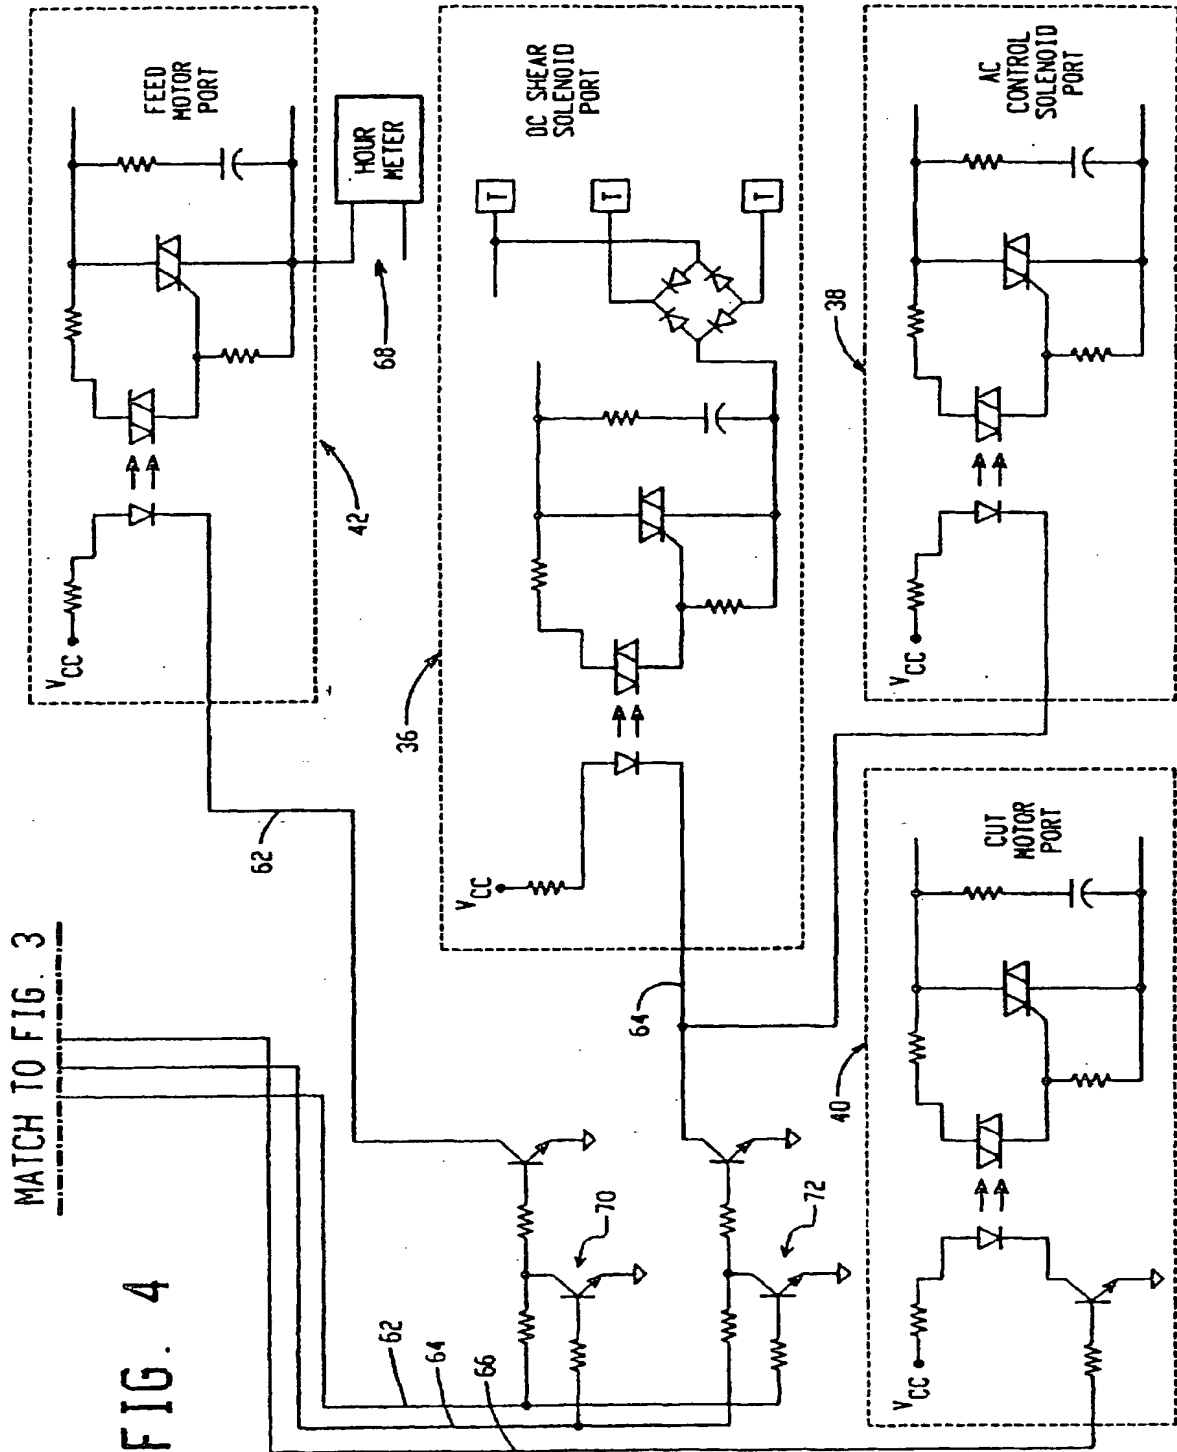 MATCH TO FIG. 3
FIG. 4
FEED
MOTOR
PORT
VCC
42
HOUR
METER
68
62
DC SHEAR
SOLENOID
PORT
T
T
T
VCC
36
64
AC
CONTROL
SOLENOID
PORT
VCC
38
CUT
MOTOR
PORT
VCC
40
70
72
62
64
66